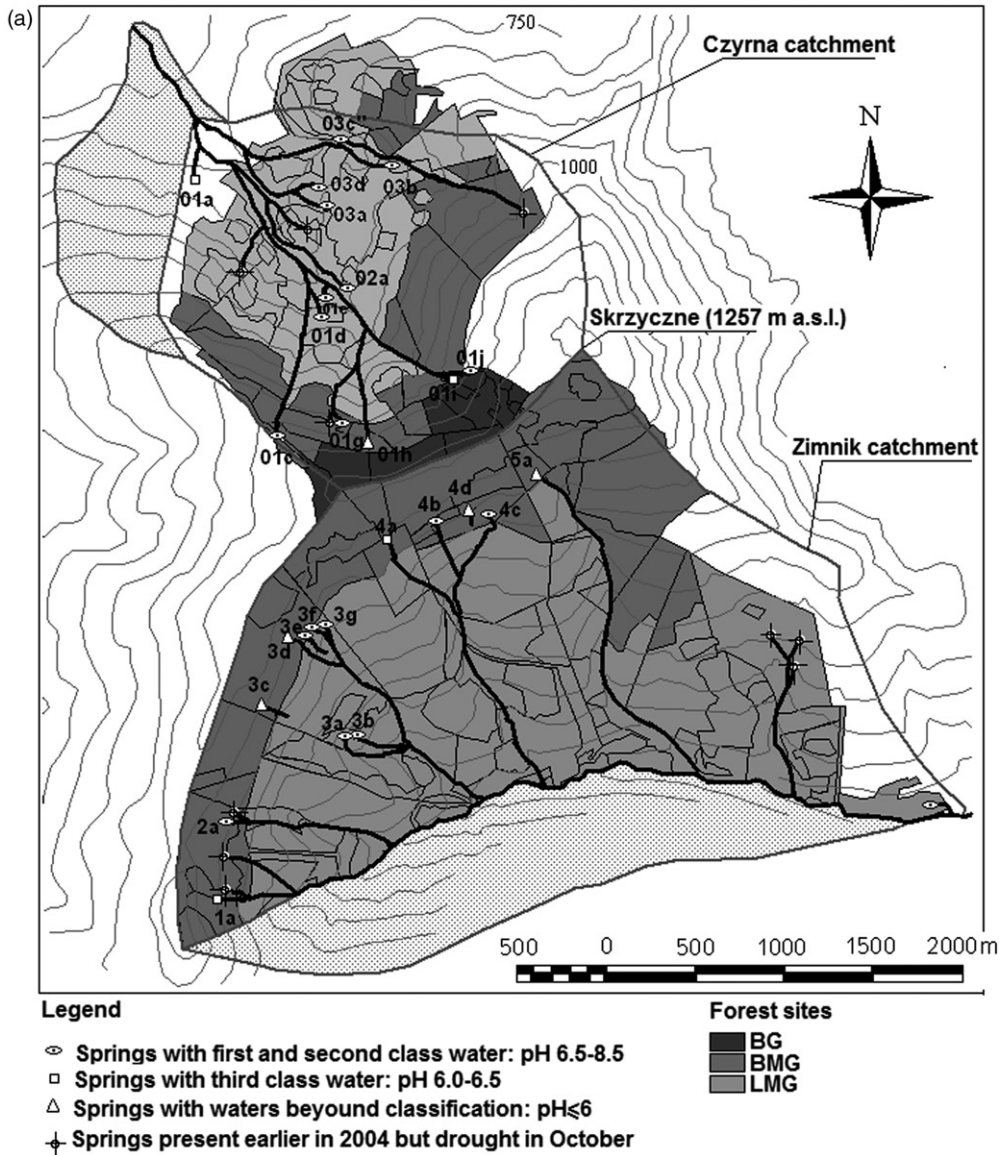 (a)
750
Czyrna catchment
03c"
N
1000
03d
03b
01a
03a
02a
Skrzyczne (1257 m a.s.l.)
01e
01d
01j
01i
01g
01c
01h
Zimnik catchment
5a
4d
4b
4c
4a
3f
3g
3e
3d
3c
3a
3b
2a
1a
500 0 500 1000 1500 2000 m
Legend
Springs with first and second class water: pH 6.5-8.5
Springs with third class water: pH 6.0-6.5
Springs with waters beyound classification: pH⩽6
Springs present earlier in 2004 but drought in October
Forest sites
BG
BMG
LMG